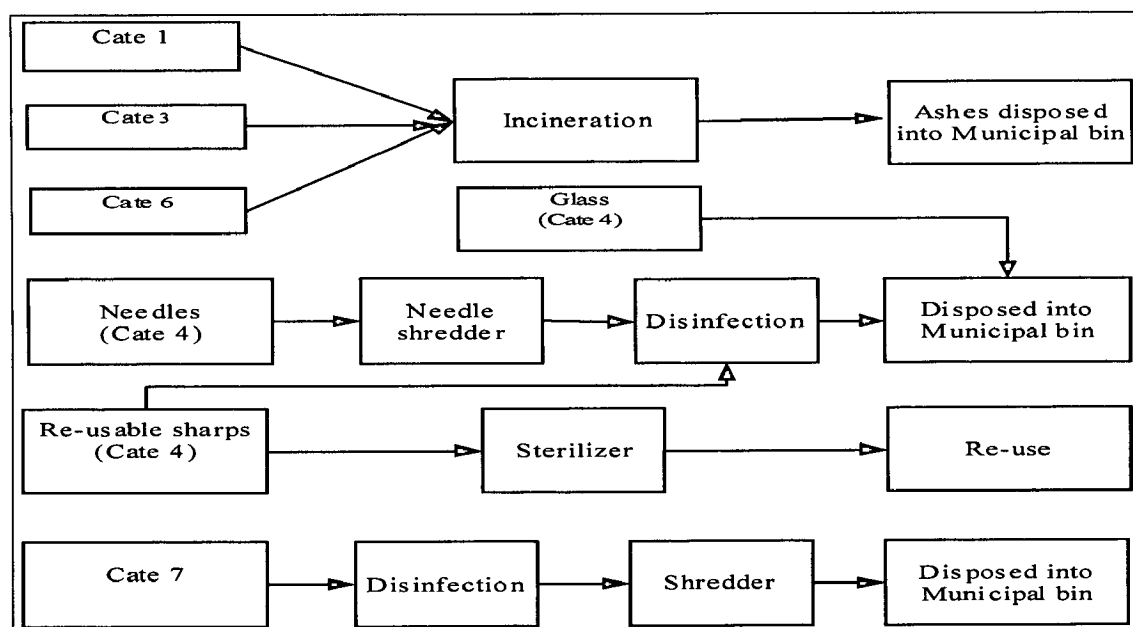 Cate 1
Cate 3
Cate 6
Incineration
Ashes disposed
into Municipal bin
Glass
(Cate 4)
Needles
(Cate 4)
Needle
shredder
Disinfection
Disposed into
Municipal bin
Re-usable sharps
(Cate 4)
Sterilizer
Re-use
Cate 7
Disinfection
Shredder
Disposed into
Municipal bin